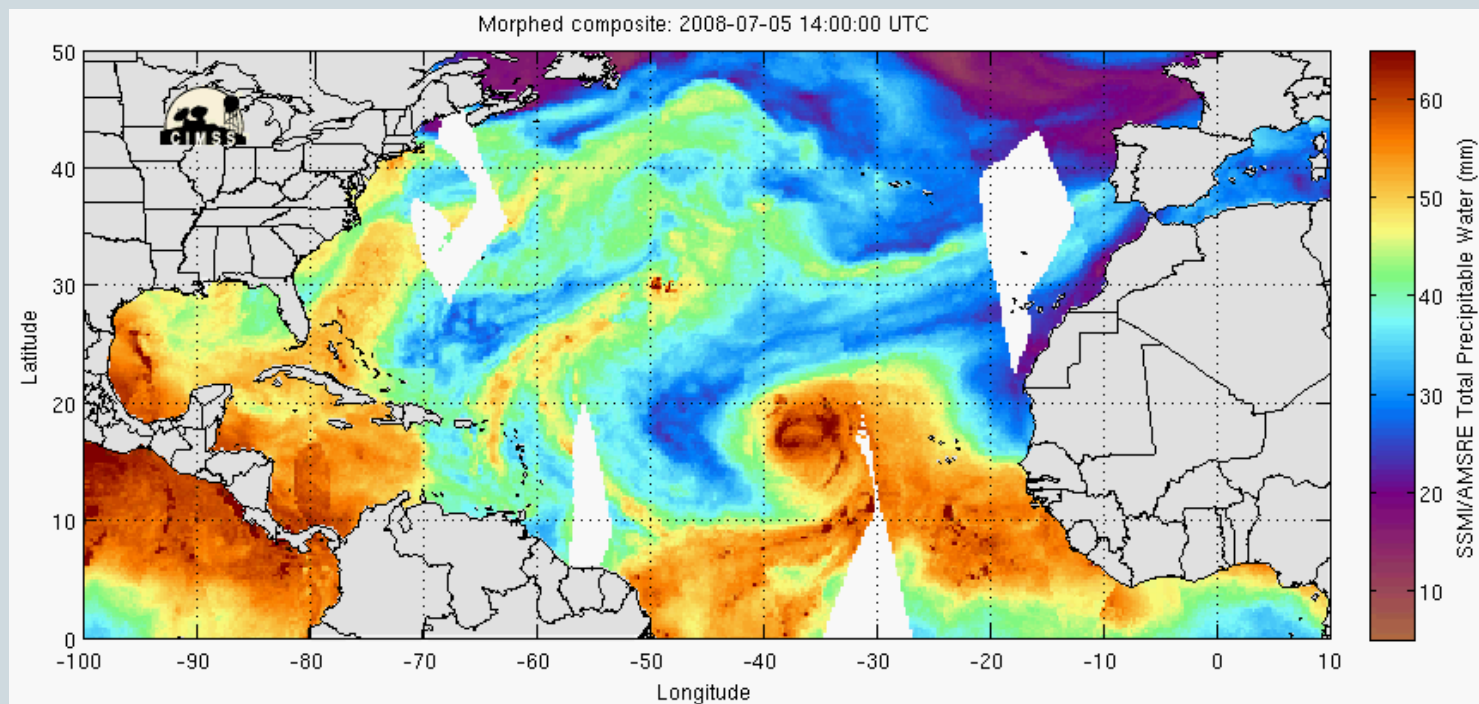 Morphed composite: 2008-07-05 14:00:00 UTC
50
40
30
20
10
0
Latitude
CIMSS
-100 -90 -80 -70 -60 -50 -40 -30 -20 -10 0 10
Longitude
60
50
40
30
20
10
SSMI/AMSRE Total Precipitable Water (mm)